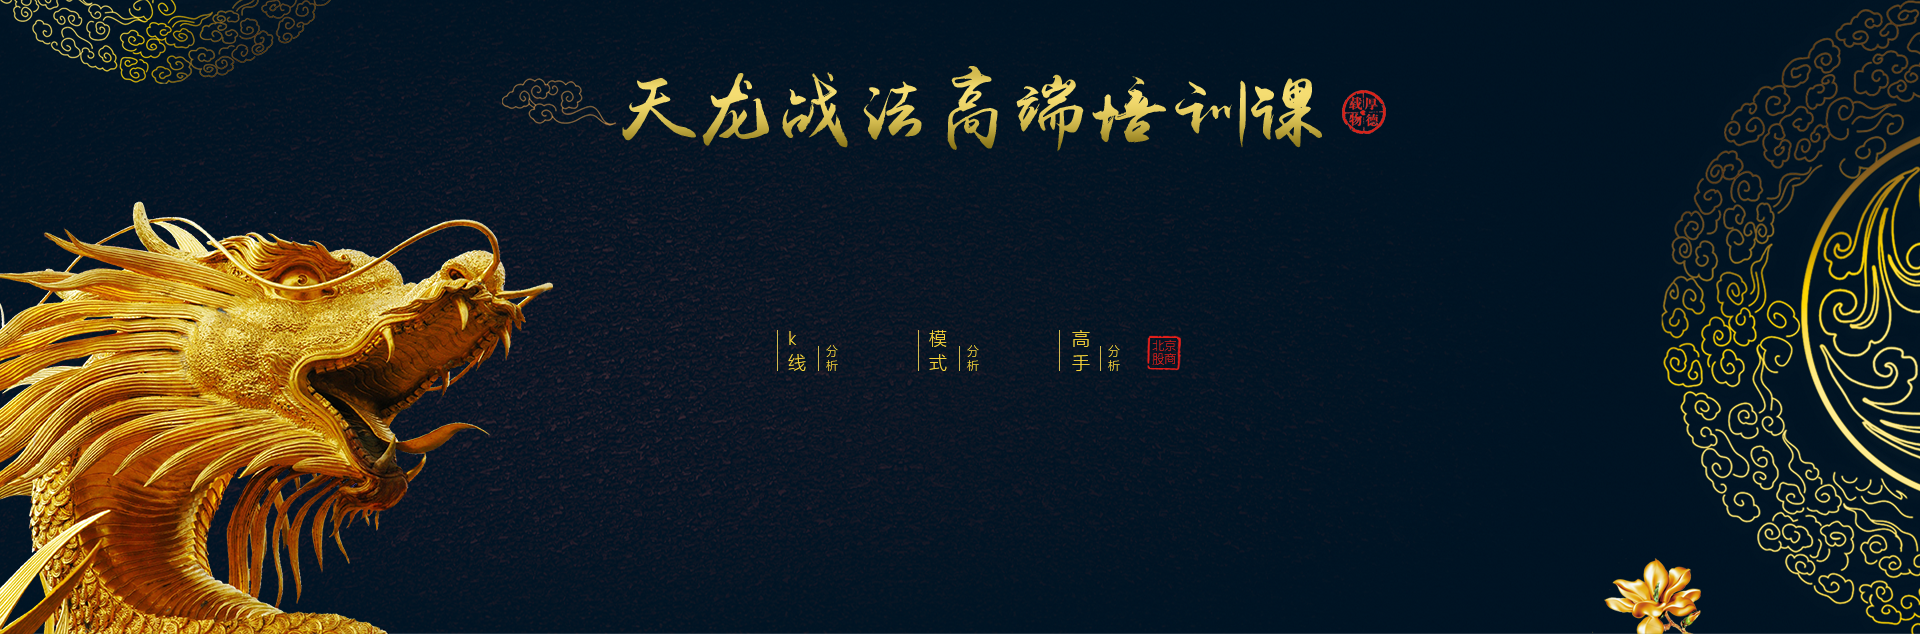 天龙战法高端培训课
厚德载物
k线 分析
模式 分析
高手 分析
北京股商